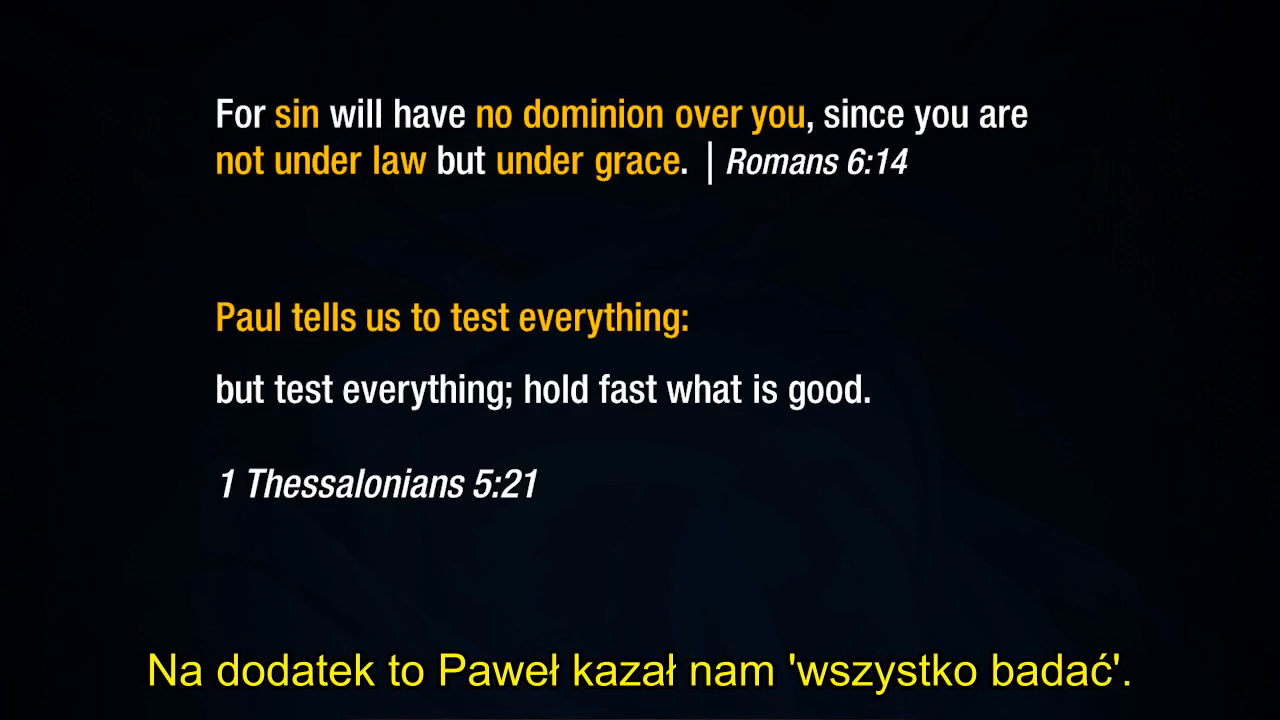 For sin will have no dominion over you, since you are
not under law but under grace. | Romans 6:14
Paul tells us to test everything:
but test everything; hold fast what is good.
1 Thessalonians 5:21
Na dodatek to Paweł kazał nam 'wszystko badać'.